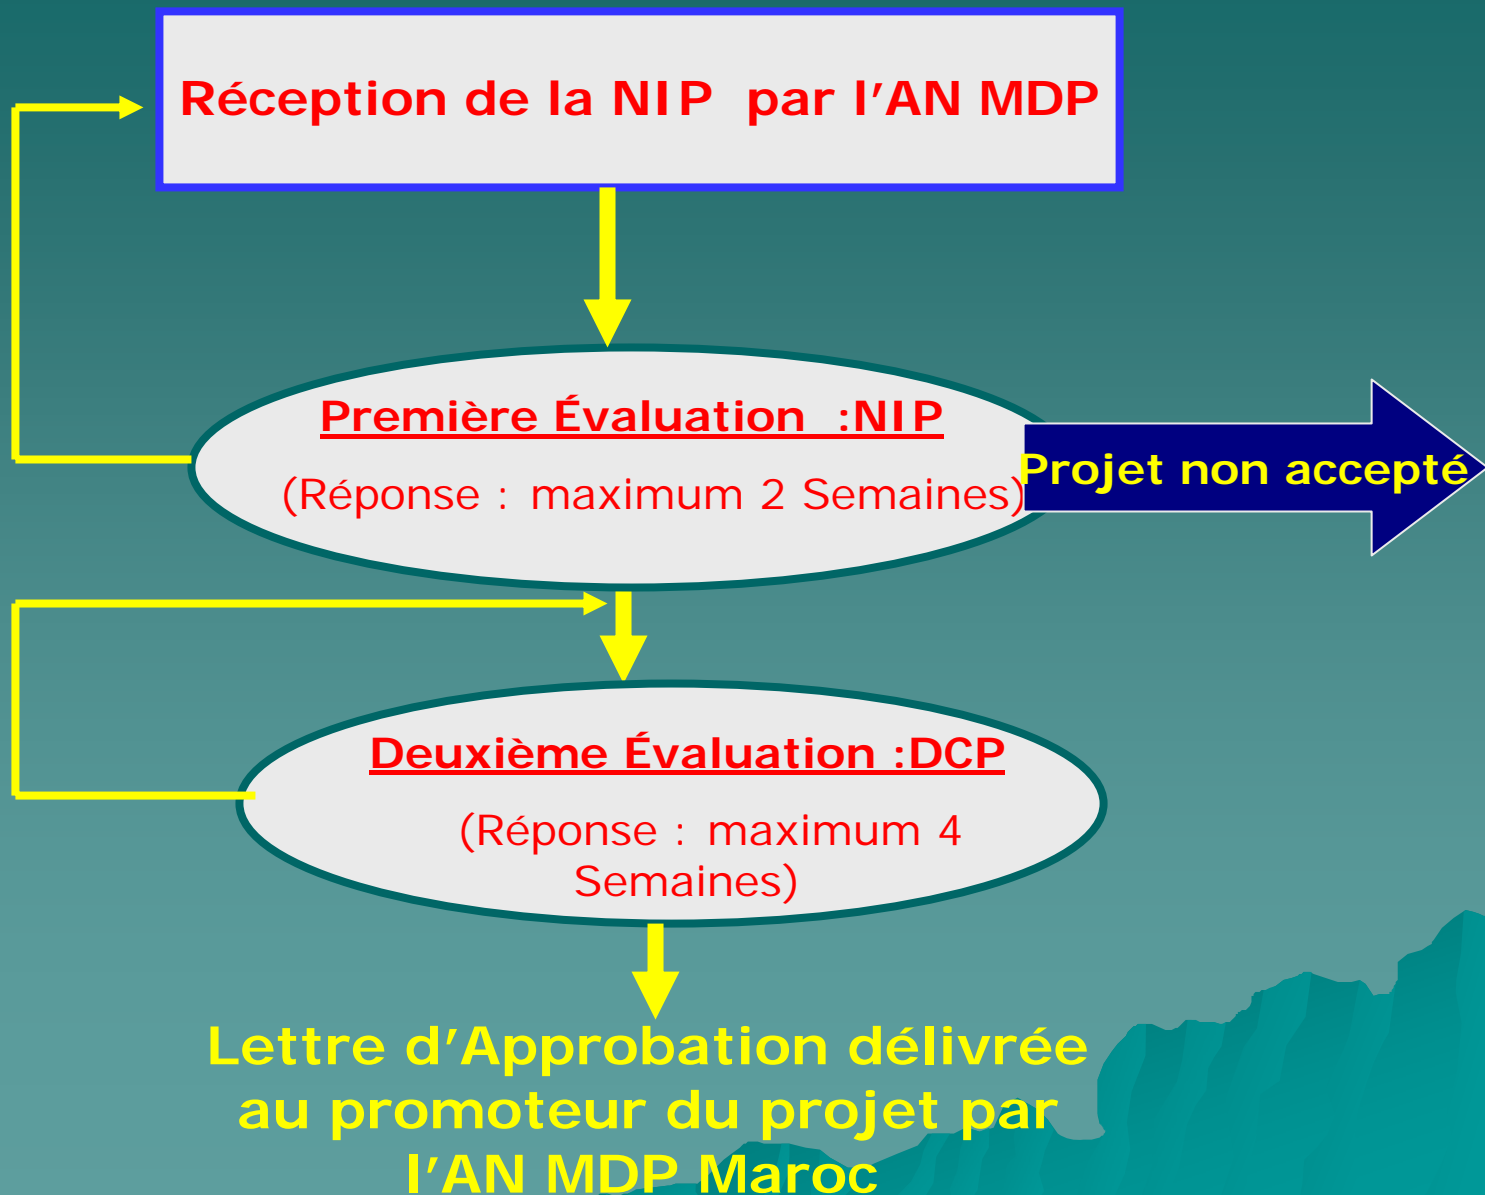 Réception de la NIP par l’AN MDP
Première Évaluation :NIP
(Réponse : maximum 2 Semaines)
Projet non accepté
Deuxième Évaluation :DCP
(Réponse : maximum 4
Semaines)
Lettre d’Approbation délivrée
au promoteur du projet par
l’AN MDP Maroc